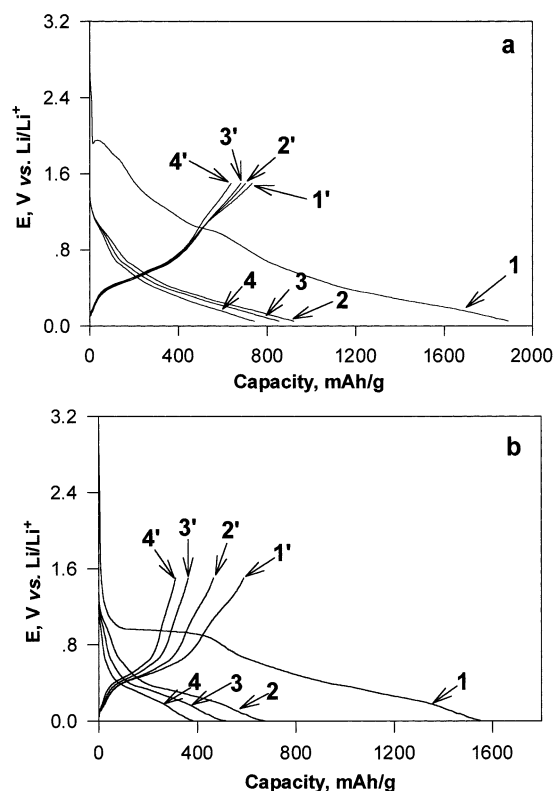 3.2
a
2.4
3'
4'
2'
1.6
1'
E, V vs. Li/Li+
.8
1
4
3
2
0.0
0 400 800 1200 1600 2000
Capacity, mAh/g
3.2
b
2.4
4' 3' 2' 1'
1.6
E, V vs. Li/Li+
.8
4 3 2 1
0.0
0 400 800 1200 1600
Capacity, mAh/g